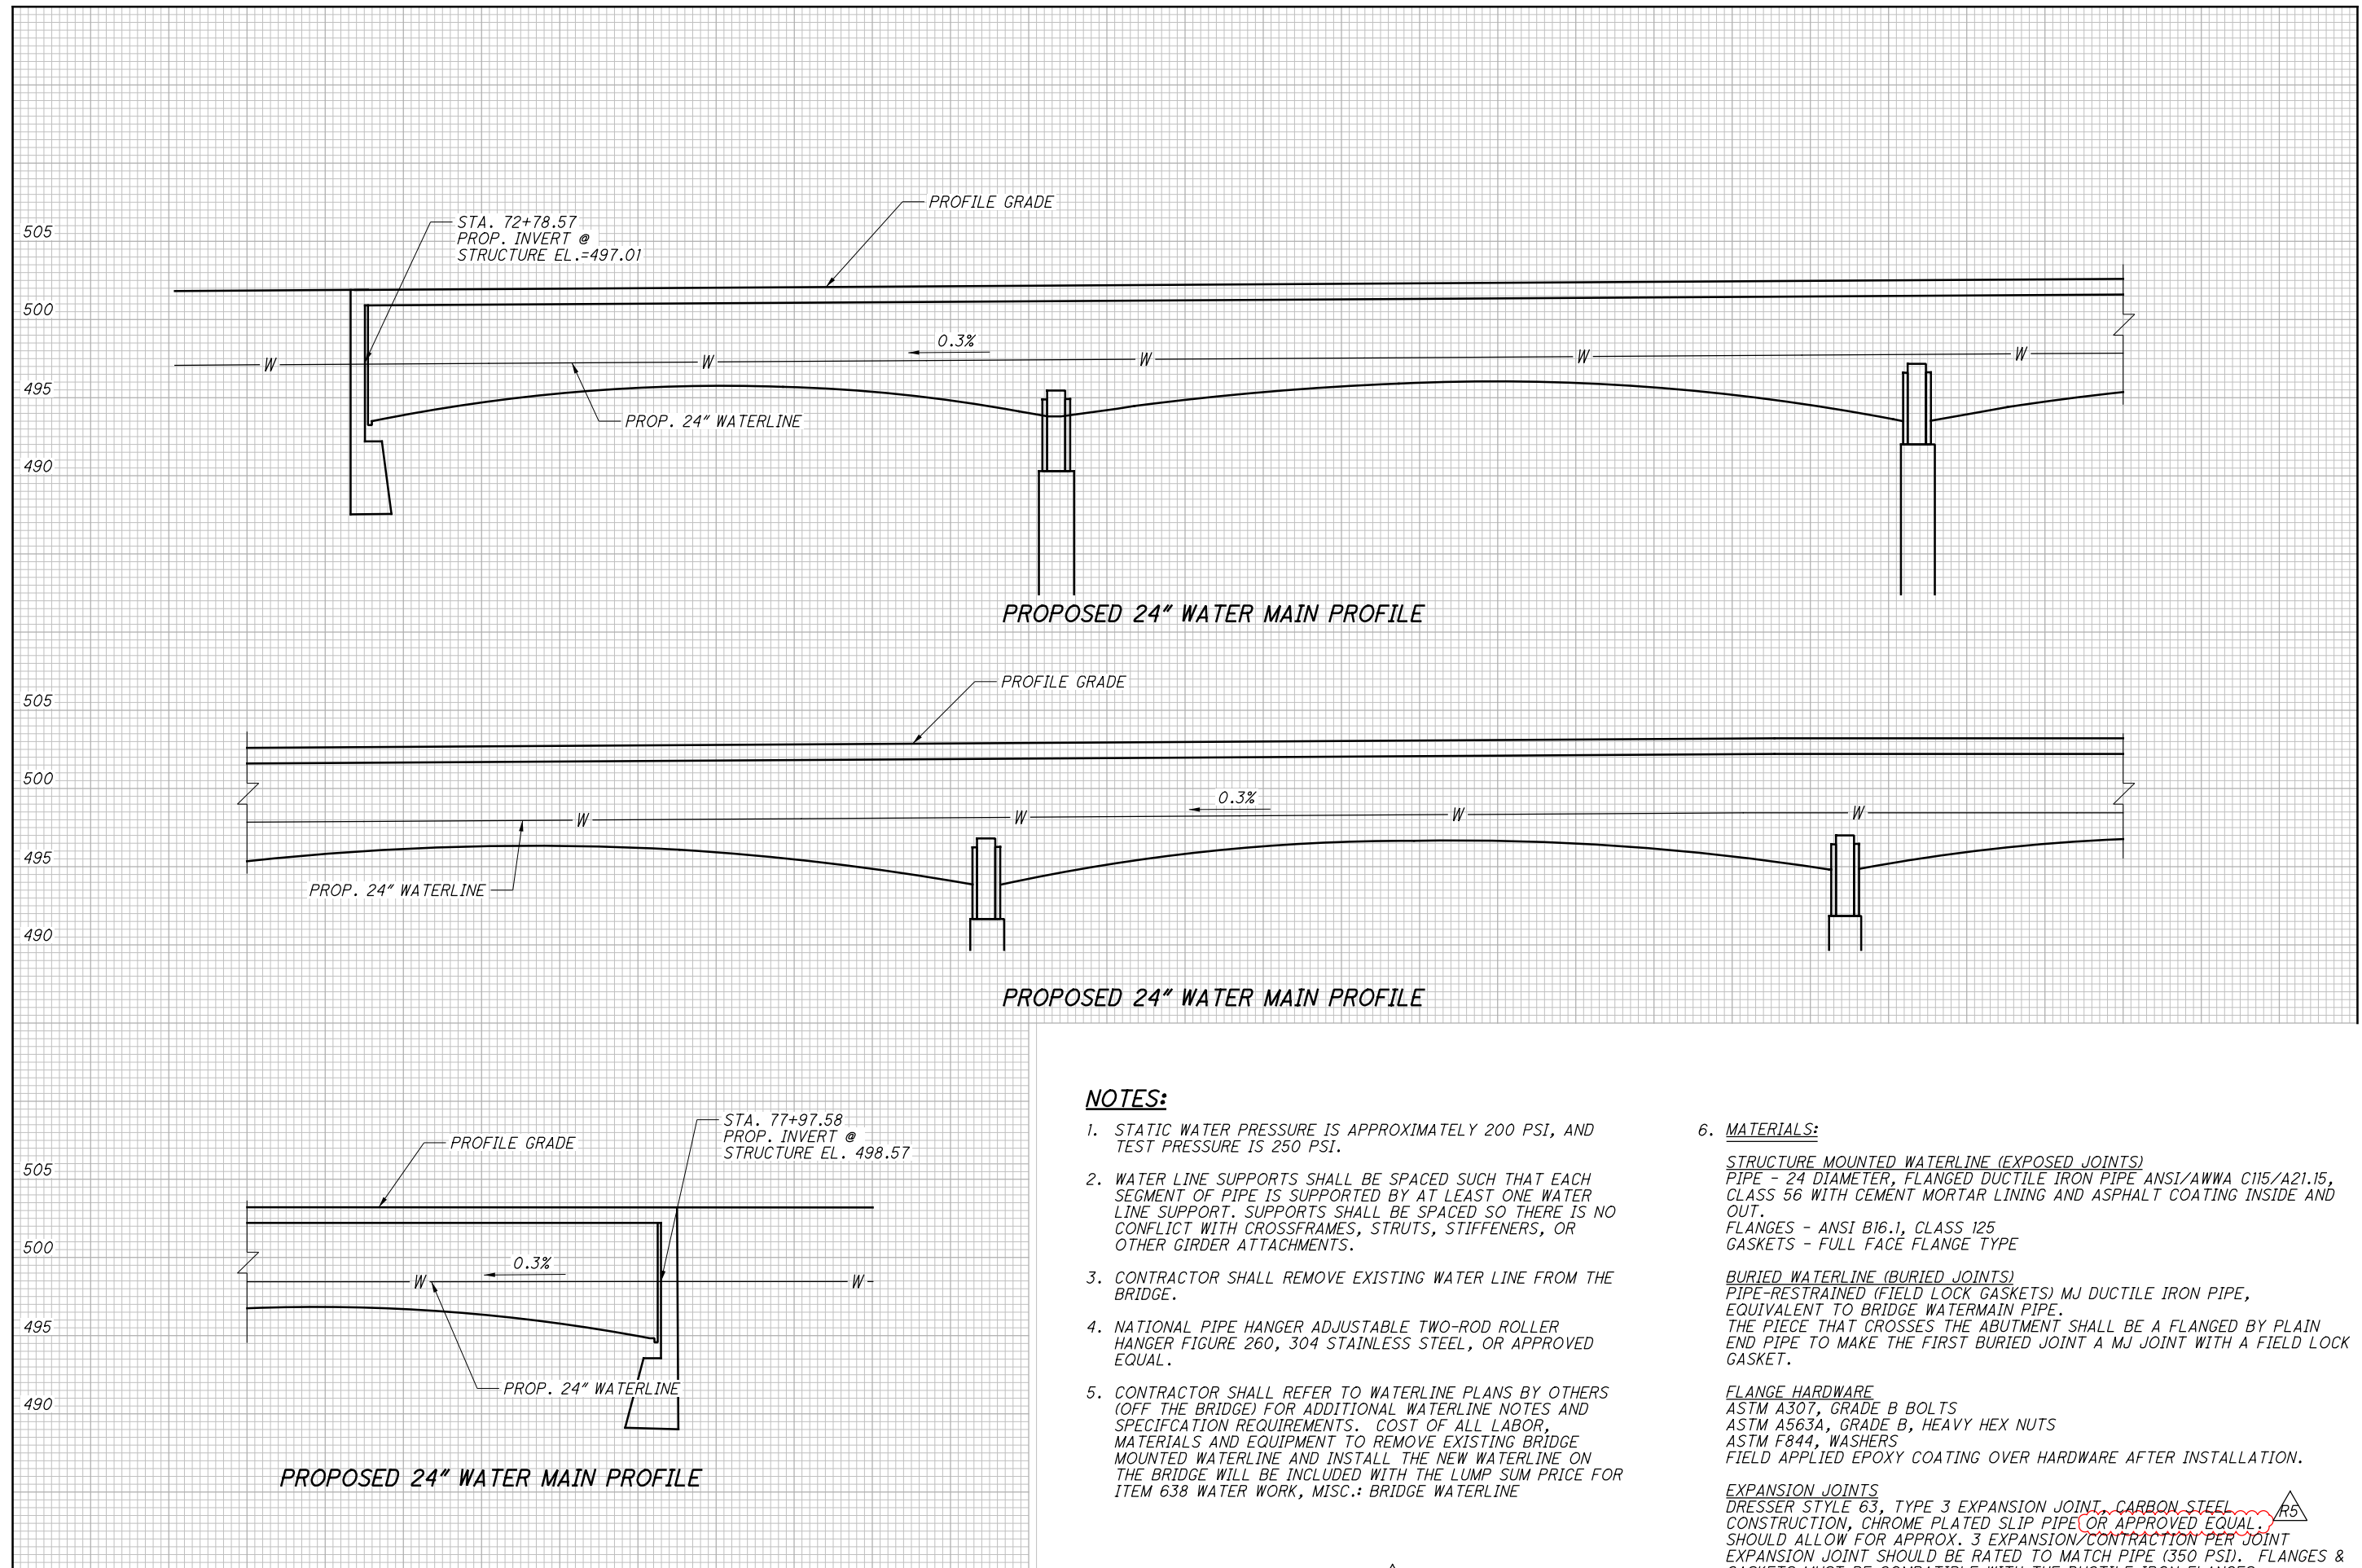 PROFILE GRADE
STA. 72+78.57
PROP. INVERT @
STRUCTURE EL.=497.01
505
500
0.3%
W
W
W
W
W
495
PROP. 24" WATERLINE
490
PROPOSED 24" WATER MAIN PROFILE
PROFILE GRADE
505
500
0.3%
W
W
W
W
495
PROP. 24" WATERLINE
490
PROPOSED 24" WATER MAIN PROFILE
STA. 77+97.58
PROP. INVERT @
STRUCTURE EL. 498.57
PROFILE GRADE
505
500
0.3%
W
W
495
PROP. 24" WATERLINE
490
PROPOSED 24" WATER MAIN PROFILE
NOTES:
1. STATIC WATER PRESSURE IS APPROXIMATELY 200 PSI, AND
TEST PRESSURE IS 250 PSI.
2. WATER LINE SUPPORTS SHALL BE SPACED SUCH THAT EACH
SEGMENT OF PIPE IS SUPPORTED BY AT LEAST ONE WATER
LINE SUPPORT. SUPPORTS SHALL BE SPACED SO THERE IS NO
CONFLICT WITH CROSSFRAMES, STRUTS, STIFFENERS, OR
OTHER GIRDER ATTACHMENTS.
3. CONTRACTOR SHALL REMOVE EXISTING WATER LINE FROM THE
BRIDGE.
4. NATIONAL PIPE HANGER ADJUSTABLE TWO-ROD ROLLER
HANGER FIGURE 260, 304 STAINLESS STEEL, OR APPROVED
EQUAL.
5. CONTRACTOR SHALL REFER TO WATERLINE PLANS BY OTHERS
(OFF THE BRIDGE) FOR ADDITIONAL WATERLINE NOTES AND
SPECIFCATION REQUIREMENTS. COST OF ALL LABOR,
MATERIALS AND EQUIPMENT TO REMOVE EXISTING BRIDGE
MOUNTED WATERLINE AND INSTALL THE NEW WATERLINE ON
THE BRIDGE WILL BE INCLUDED WITH THE LUMP SUM PRICE FOR
ITEM 638 WATER WORK, MISC.: BRIDGE WATERLINE
6. MATERIALS:
STRUCTURE MOUNTED WATERLINE (EXPOSED JOINTS)
PIPE - 24 DIAMETER, FLANGED DUCTILE IRON PIPE ANSI/AWWA C115/A21.15,
CLASS 56 WITH CEMENT MORTAR LINING AND ASPHALT COATING INSIDE AND
OUT.
FLANGES - ANSI B16.1, CLASS 125
GASKETS - FULL FACE FLANGE TYPE
BURIED WATERLINE (BURIED JOINTS)
PIPE-RESTRAINED (FIELD LOCK GASKETS) MJ DUCTILE IRON PIPE,
EQUIVALENT TO BRIDGE WATERMAIN PIPE.
THE PIECE THAT CROSSES THE ABUTMENT SHALL BE A FLANGED BY PLAIN
END PIPE TO MAKE THE FIRST BURIED JOINT A MJ JOINT WITH A FIELD LOCK
GASKET.
FLANGE HARDWARE
ASTM A307, GRADE B BOLTS
ASTM A563A, GRADE B, HEAVY HEX NUTS
ASTM F844, WASHERS
FIELD APPLIED EPOXY COATING OVER HARDWARE AFTER INSTALLATION.
EXPANSION JOINTS
DRESSER STYLE 63, TYPE 3 EXPANSION JOINT, CARBON STEEL
CONSTRUCTION, CHROME PLATED SLIP PIPE OR APPROVED EQUAL. R5
SHOULD ALLOW FOR APPROX. 3 EXPANSION/CONTRACTION PER JOINT
EXPANSION JOINT SHOULD BE RATED TO MATCH PIPE (350 PSI). FLANGES &
GASKETS MUST BE COMPATIBLE WITH THE DUCTILE IRON FLANGES